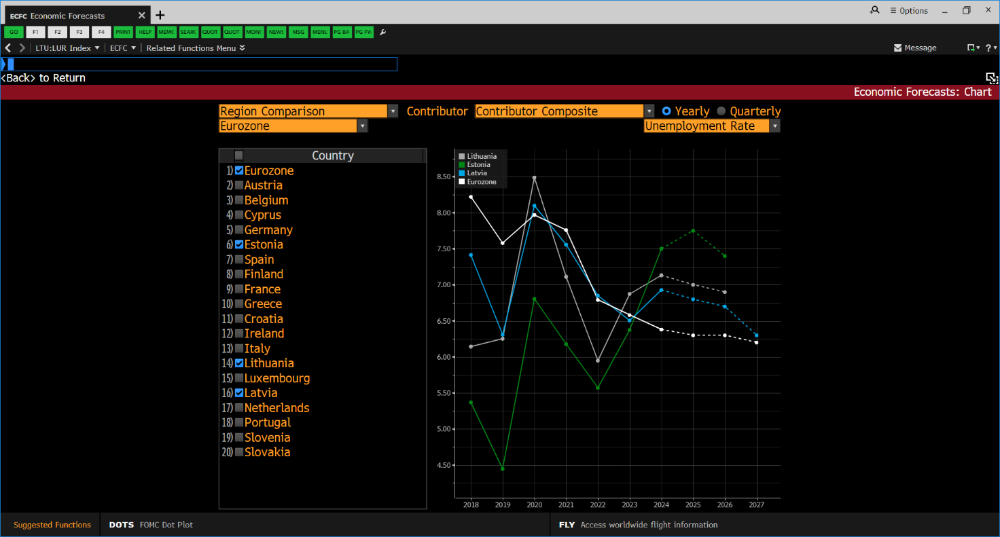 ECFC Economic Forecasts
Options
GO F1 F2 F3 F4 PRINT HELP MEMC SEARC QUOT QUOT MONI NEWS MSG MENU PG BA PG FW
LTU:LUR Index ECFC Related Functions Menu
Message
?
<Back> to Return
Economic Forecasts: Chart
Region Comparison Contributor Contributor Composite Yearly Quarterly
Eurozone Unemployment Rate
Country
1) Eurozone
2) Austria
3) Belgium
4) Cyprus
5) Germany
6) Estonia
7) Spain
8) Finland
9) France
10) Greece
11) Croatia
12) Ireland
13) Italy
14) Lithuania
15) Luxembourg
16) Latvia
17) Netherlands
18) Portugal
19) Slovenia
20) Slovakia
Lithuania
Estonia
Latvia
Eurozone
8.50
8.00
7.50
7.00
6.50
6.00
5.50
5.00
4.50
2018 2019 2020 2021 2022 2023 2024 2025 2026 2027
Suggested Functions DOTS FOMC Dot Plot FLY Access worldwide flight information